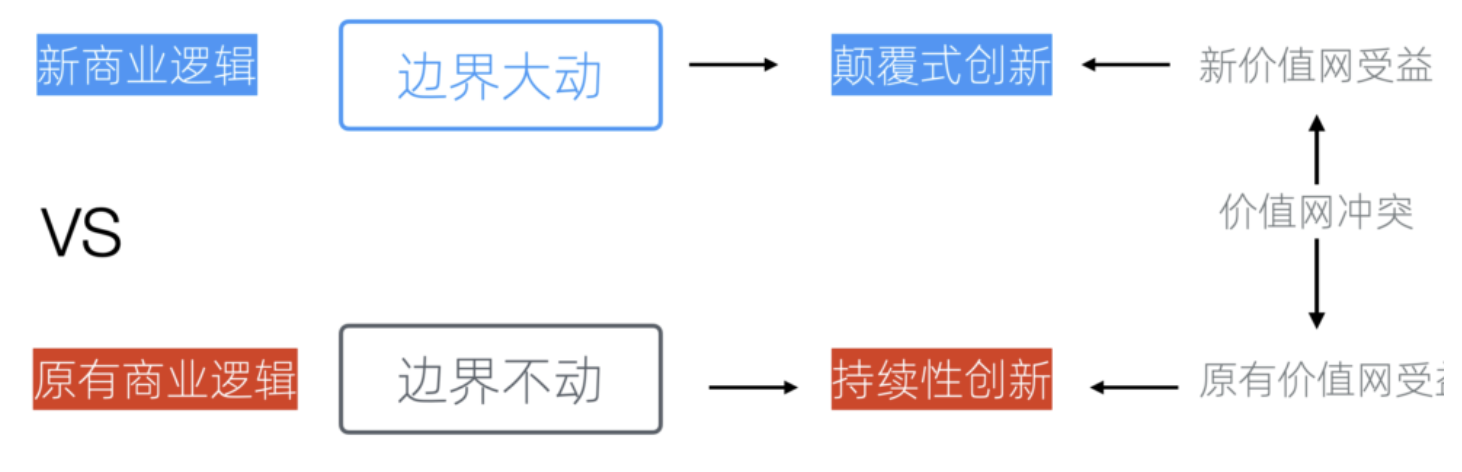 新商业逻辑 边界大动 颠覆式创新 新价值网受益
VS 价值网冲突
原有商业逻辑 边界不动 持续性创新 原有价值网受